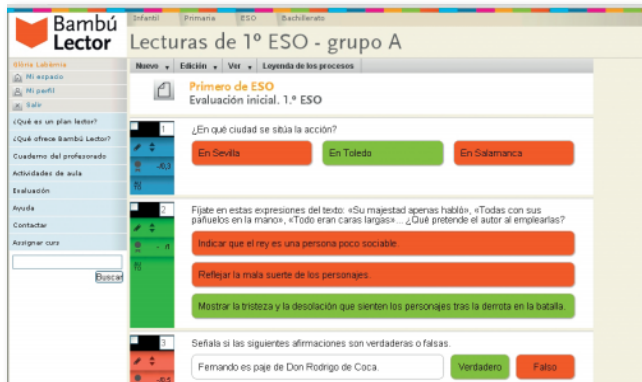 Infantil Primaria ESO Bachillerato
Bambú
Lector
Lecturas de 1º ESO - grupo A
Glòria Labèrnia
Mi espacio
Mi perfil
Salir
¿Qué es un plan lector?
¿Qué ofrece Bambú Lector?
Cuaderno del profesorado
Actividades de aula
Evaluación
Ayuda
Contactar
Assignar curs
Buscar
Nuevo Edición Ver Leyenda de los procesos
Primero de ESO
Evaluación inicial. 1.º ESO
1
¿En qué ciudad se sitúa la acción?
En Sevilla
En Toledo
En Salamanca
2
Fíjate en estas expresiones del texto: «Su majestad apenas habló», «Todas con sus
pañuelos en la mano», «Todo eran caras largas»... ¿Qué pretende el autor al emplearlas?
Indicar que el rey es una persona poco sociable.
Reflejar la mala suerte de los personajes.
Mostrar la tristeza y la desolación que sienten los personajes tras la derrota en la batalla.
3
Señala si las siguientes afirmaciones son verdaderas o falsas.
Fernando es paje de Don Rodrigo de Coca.
Verdadero
Falso